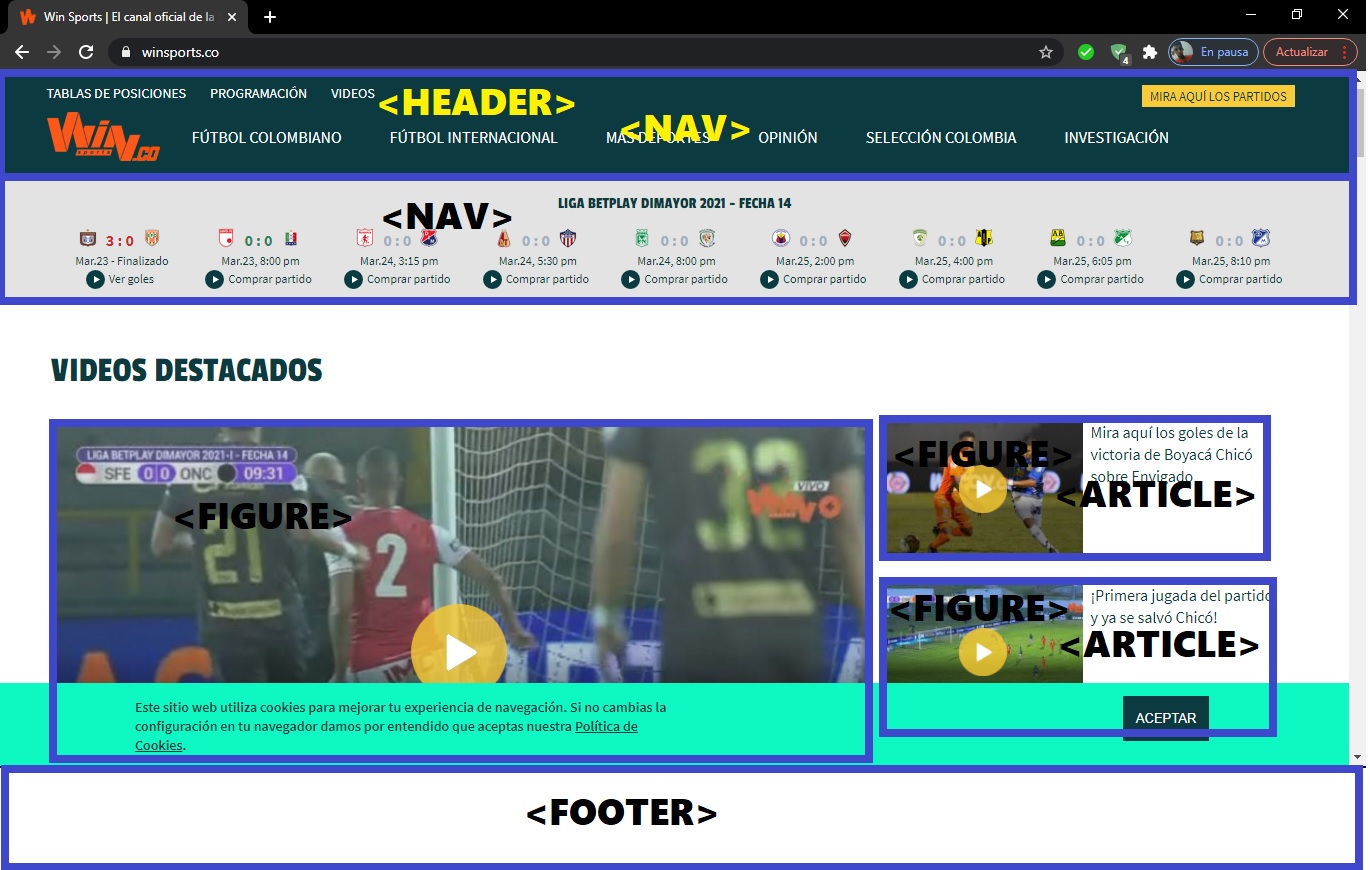 Win Sports | El canal oficial de la
winsports.co
4
En pausa
Actualizar
TABLAS DE POSICIONES PROGRAMACIÓN VIDEOS
<HEADER>
MIRA AQUÍ LOS PARTIDOS
Win sports .co
FÚTBOL COLOMBIANO FÚTBOL INTERNACIONAL MÁS DEPORTES OPINIÓN SELECCIÓN COLOMBIA INVESTIGACIÓN
<NAV>
LIGA BETPLAY DIMAYOR 2021 - FECHA 14
<NAV>
3 : 0 0 : 0 0 : 0 0 : 0 0 : 0 0 : 0 0 : 0 0 : 0 0 : 0
Mar.23 - Finalizado Mar.23, 8:00 pm Mar.24, 3:15 pm Mar.24, 5:30 pm Mar.24, 8:00 pm Mar.25, 2:00 pm Mar.25, 4:00 pm Mar.25, 6:05 pm Mar.25, 8:10 pm
Ver goles Comprar partido Comprar partido Comprar partido Comprar partido Comprar partido Comprar partido Comprar partido Comprar partido
VIDEOS DESTACADOS
LIGA BETPLAY DIMAYOR 2021-I - FECHA 14
SFE 0 0 ONC 09:31
VIVO
Win
32
21
2
<FIGURE>
<FIGURE>
Mira aquí los goles de la
victoria de Boyacá Chicó
sobre Envigado
<ARTICLE>
<FIGURE>
¡Primera jugada del partido
y ya se salvó Chicó!
<ARTICLE>
Este sitio web utiliza cookies para mejorar tu experiencia de navegación. Si no cambias la
configuración en tu navegador damos por entendido que aceptas nuestra Política de
Cookies.
ACEPTAR
<FOOTER>